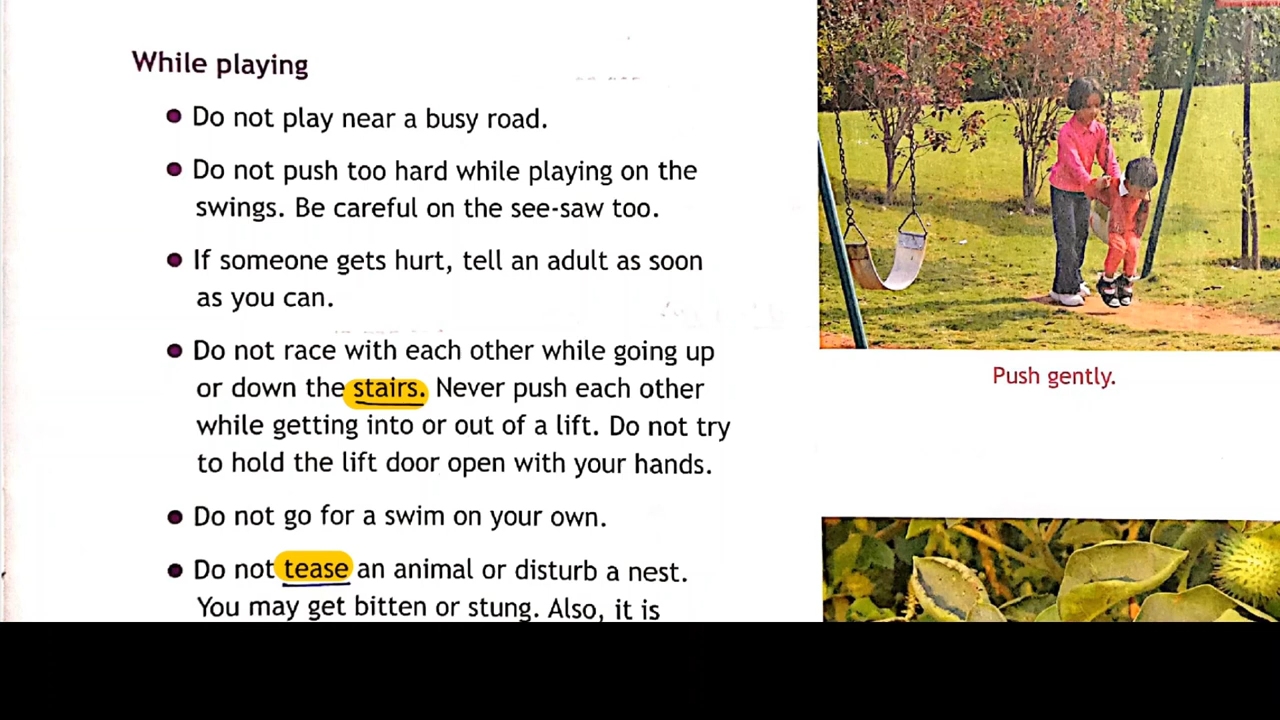 While playing
● Do not play near a busy road.
● Do not push too hard while playing on the
swings. Be careful on the see-saw too.
● If someone gets hurt, tell an adult as soon
as you can.
● Do not race with each other while going up
or down the stairs. Never push each other
while getting into or out of a lift. Do not try
to hold the lift door open with your hands.
● Do not go for a swim on your own.
● Do not tease an animal or disturb a nest.
You may get bitten or stung. Also, it is
Push gently.